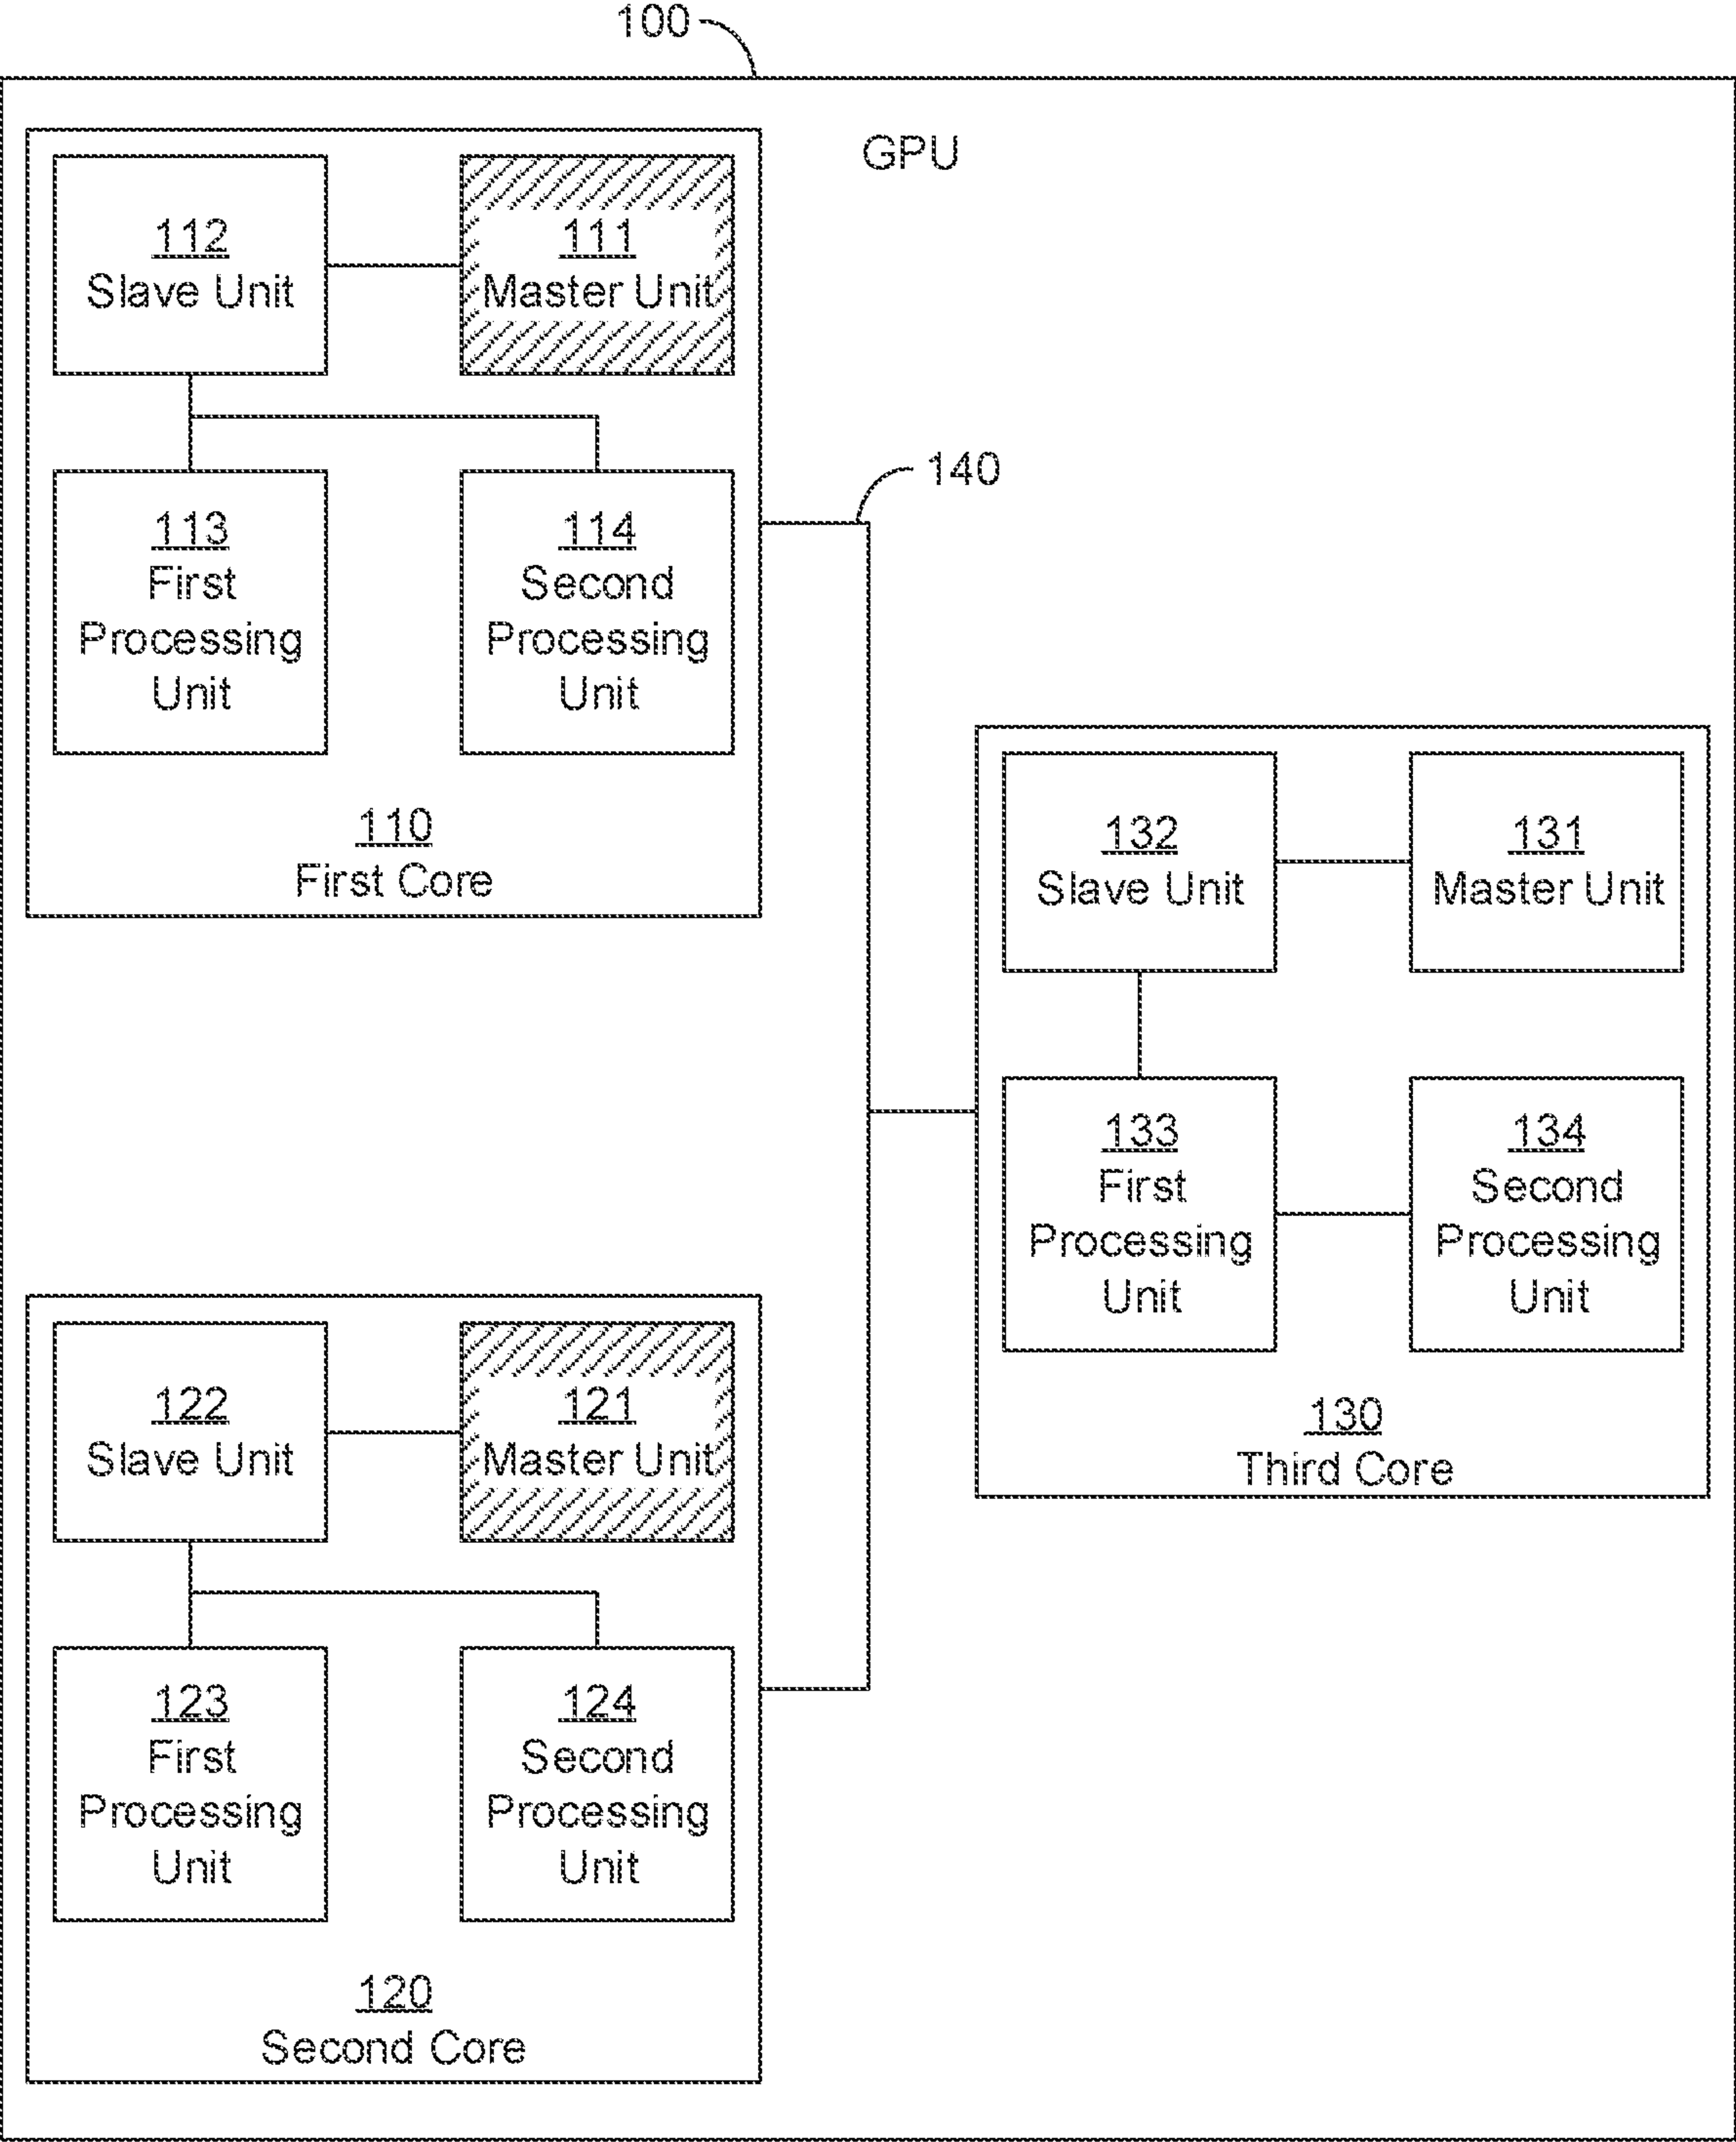 100
GPU
112
Slave Unit
111
Master Unit
113
First
Processing
Unit
114
Second
Processing
Unit
110
First Core
140
132
Slave Unit
131
Master Unit
133
First
Processing
Unit
134
Second
Processing
Unit
130
Third Core
122
Slave Unit
121
Master Unit
123
First
Processing
Unit
124
Second
Processing
Unit
120
Second Core